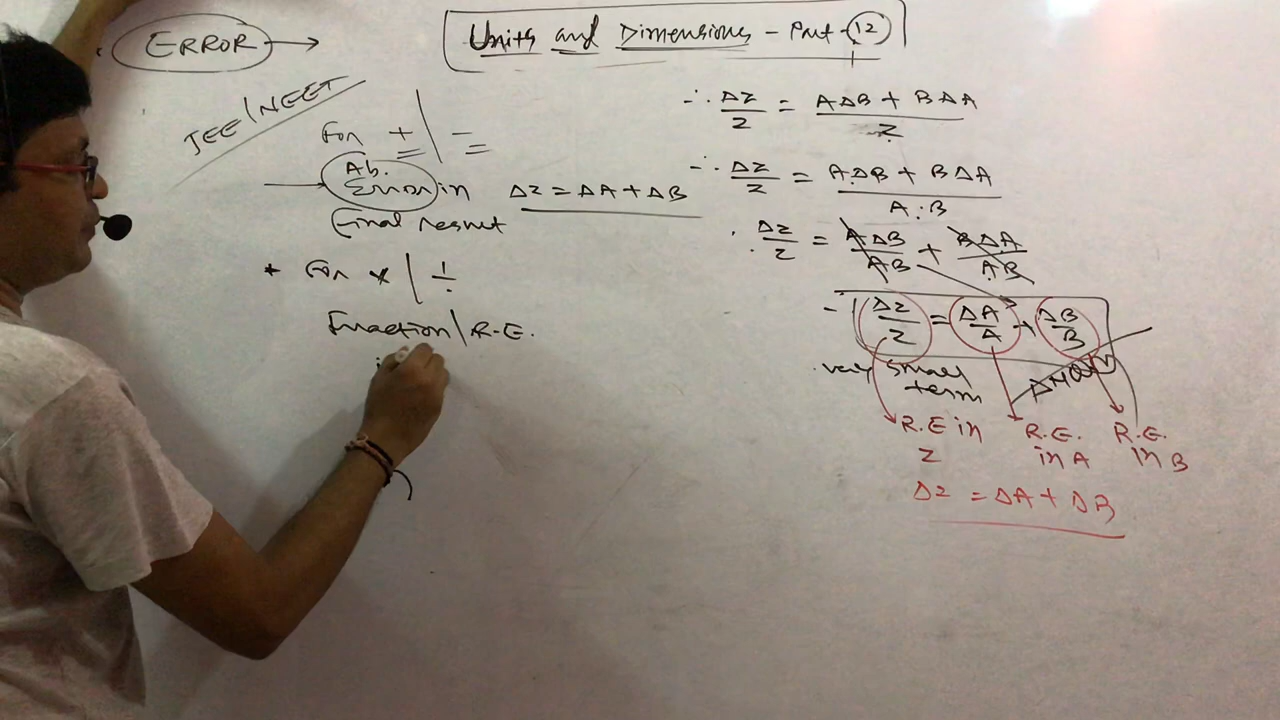 ERROR →
Units and Dimensions - Part - 12
JEE/NEET
For + | -
Ab.
Error in ΔZ = ΔA + ΔB
final result
* For × | ÷
Fraction | R.E.
∴ ΔZ/Z = AΔB + BΔA / Z
∴ ΔZ/Z = AΔB + BΔA / A.B
∴ ΔZ/Z = AΔB/AB + BΔA/AB
ΔZ/Z = ΔA/A + ΔB/B
very small
term
R.E in
Z
R.E.
in A
R.E.
in B
ΔZ = ΔA + ΔB